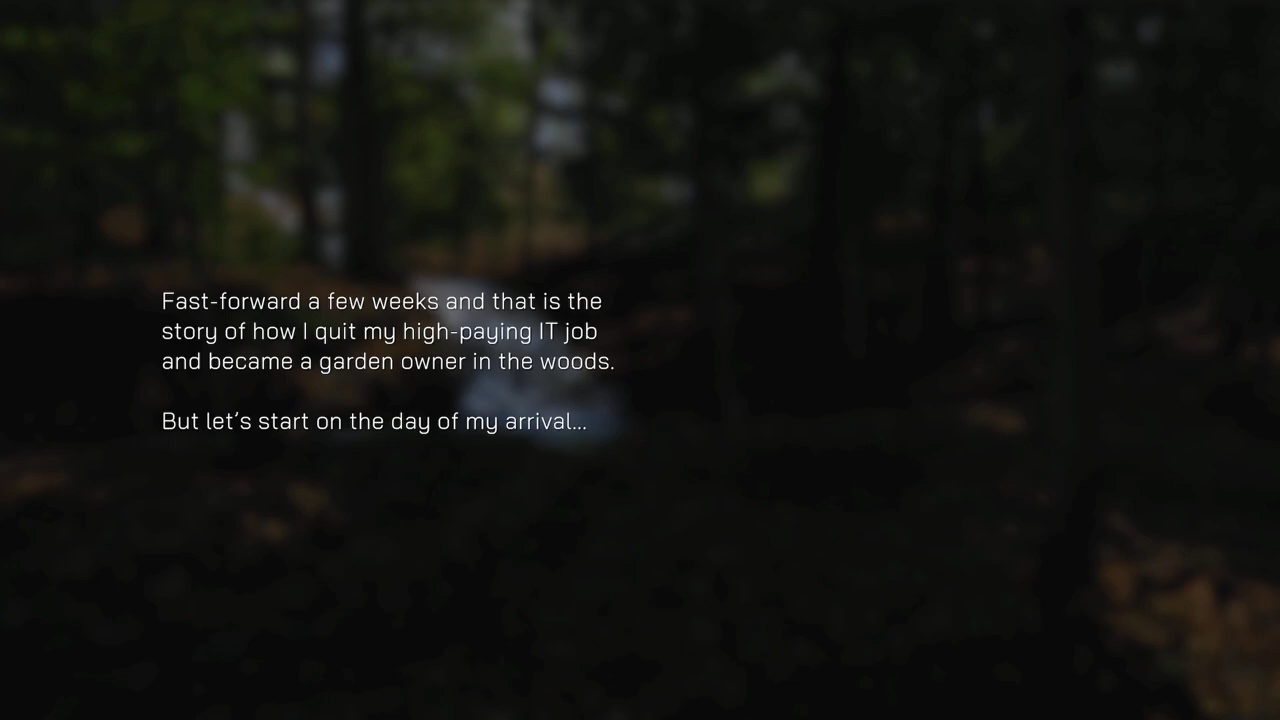 Fast-forward a few weeks and that is the
story of how I quit my high-paying IT job
and became a garden owner in the woods.
But let's start on the day of my arrival...